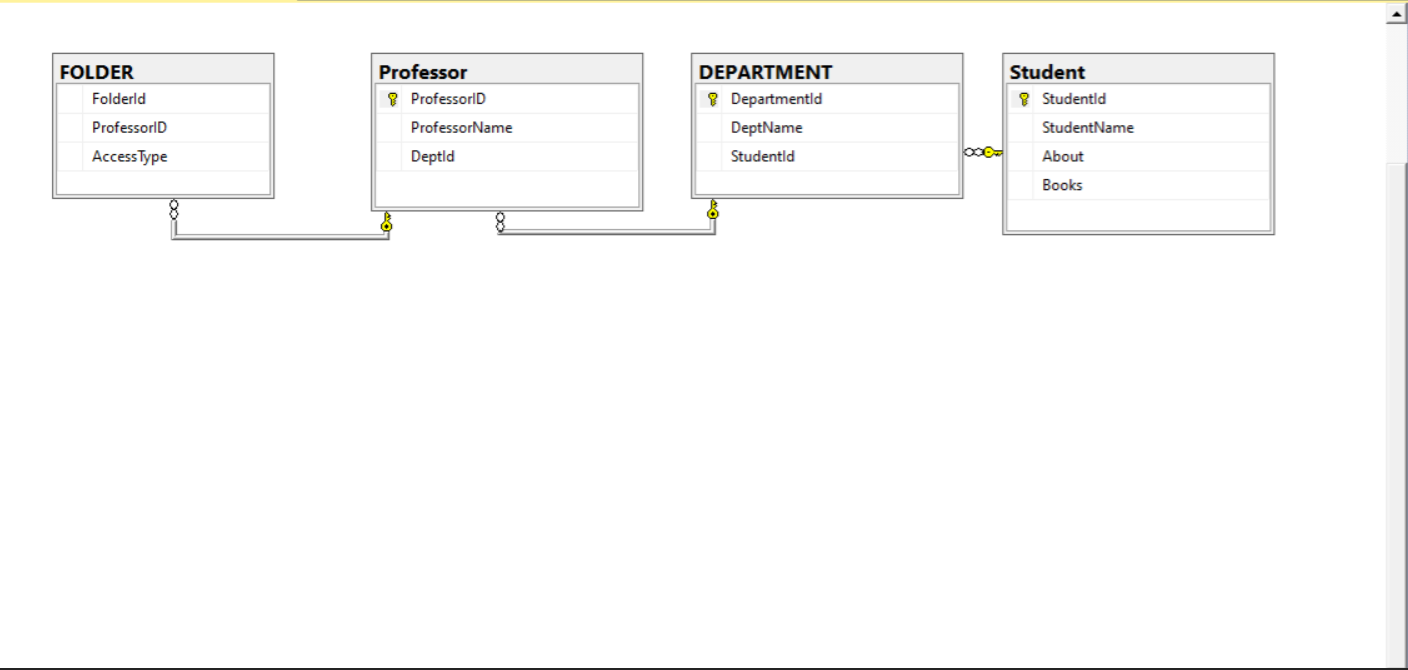 FOLDER
FolderId
ProfessorID
AccessType
Professor
ProfessorID
ProfessorName
DeptId
DEPARTMENT
DepartmentId
DeptName
StudentId
Student
StudentId
StudentName
About
Books